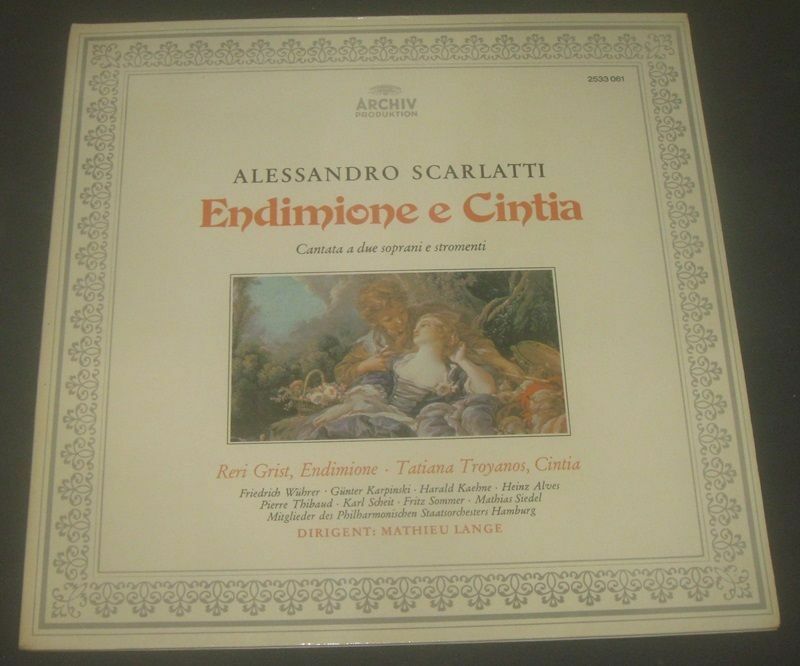 2533 061
ARCHIV
PRODUKTION
ALESSANDRO SCARLATTI
Endimione e Cintia
Cantata a due soprani e stromenti
Reri Grist, Endimione · Tatiana Troyanos, Cintia
Friedrich Wührer · Günter Karpinski · Harald Kaehne · Heinz Alves
Pierre Thibaud · Karl Scheit · Fritz Sommer · Mathias Siedel
Mitglieder des Philharmonischen Staatsorchesters Hamburg
DIRIGENT: MATHIEU LANGE